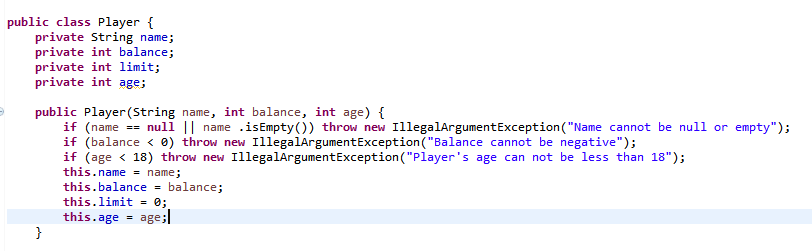 public class Player {
    private String name;
    private int balance;
    private int limit;
    private int age;
    public Player(String name, int balance, int age) {
        if (name == null || name .isEmpty()) throw new IllegalArgumentException("Name cannot be null or empty");
        if (balance < 0) throw new IllegalArgumentException("Balance cannot be negative");
        if (age < 18) throw new IllegalArgumentException("Player's age can not be less than 18");
        this.name = name;
        this.balance = balance;
        this.limit = 0;
        this.age = age;
    }